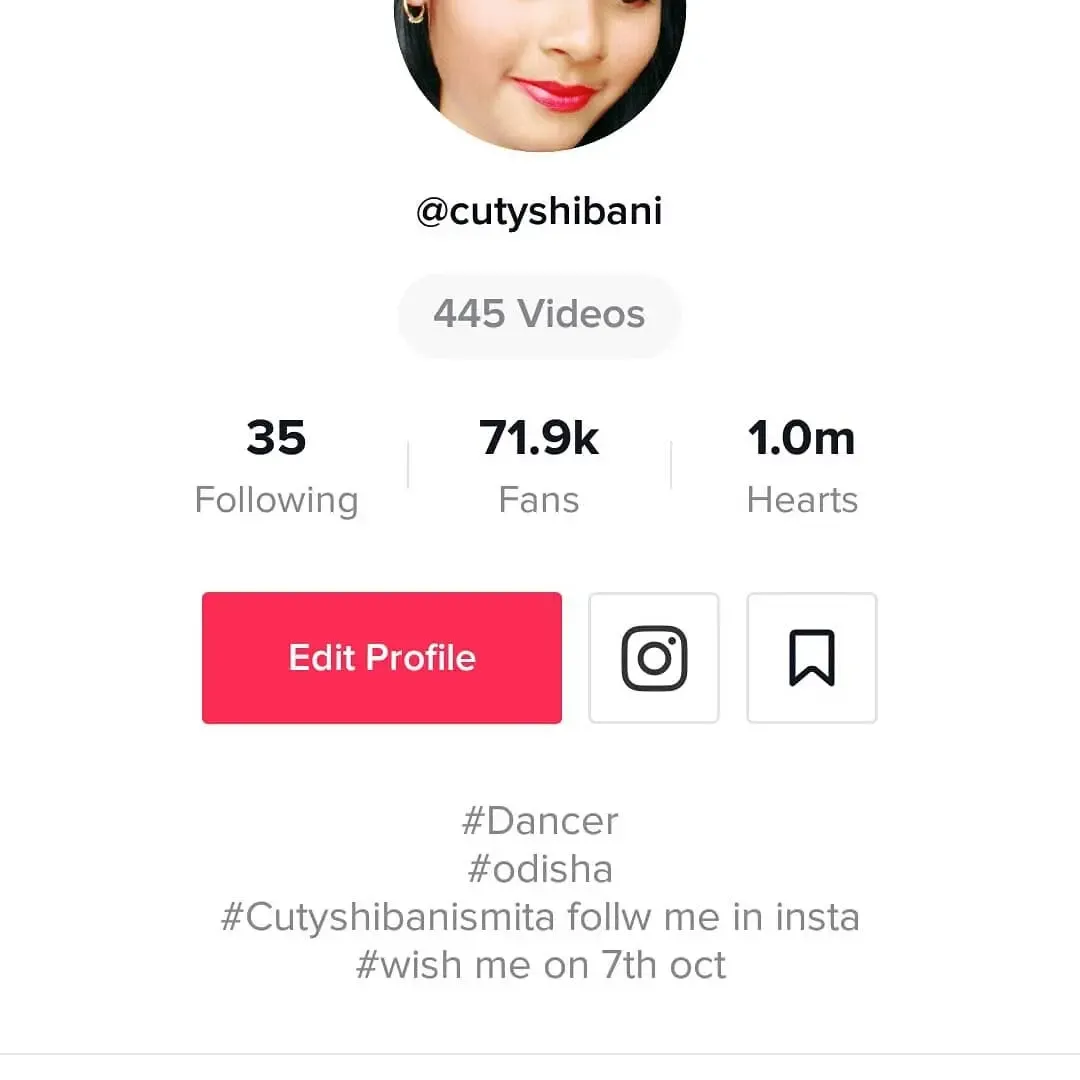 @cutyshibani
445 Videos
35 71.9k 1.0m
Following Fans Hearts
Edit Profile
#Dancer
#odisha
#Cutyshibanismita follw me in insta
#wish me on 7th oct